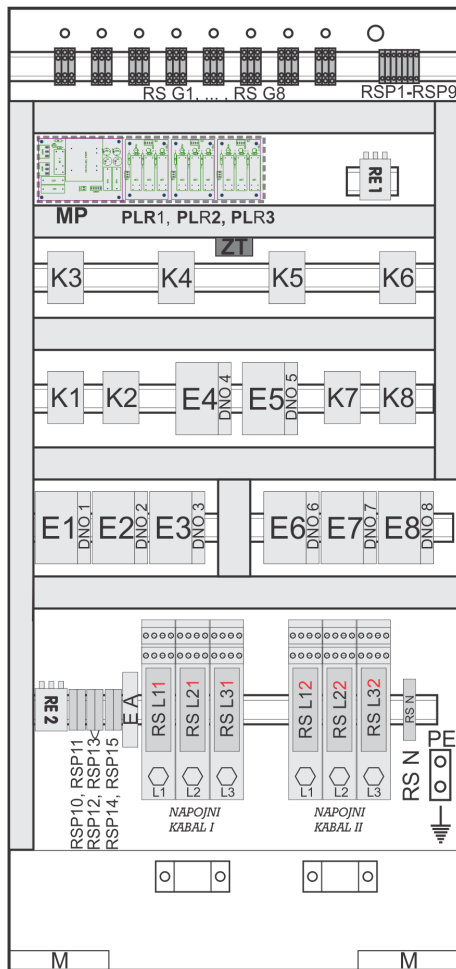 RS G1, ... , RS G8
RSP1-RSP9
RE 1
MP
PLR1, PLR2, PLR3
ZT
K3
K4
K5
K6
K1
K2
E4
DNO 4
E5
DNO 5
K7
K8
E1
DNO 1
E2
DNO 2
E3
DNO 3
E6
DNO 6
E7
DNO 7
E8
DNO 8
RE 2
RSP10, RSP11
RSP12, RSP13
RSP14, RSP15
E A
RS L11
RS L21
RS L31
RS L12
RS L22
RS L32
RS N
RS N
PE
L1
L2
L3
L1
L2
L3
NAPOJNI
KABAL I
NAPOJNI
KABAL II
M
M